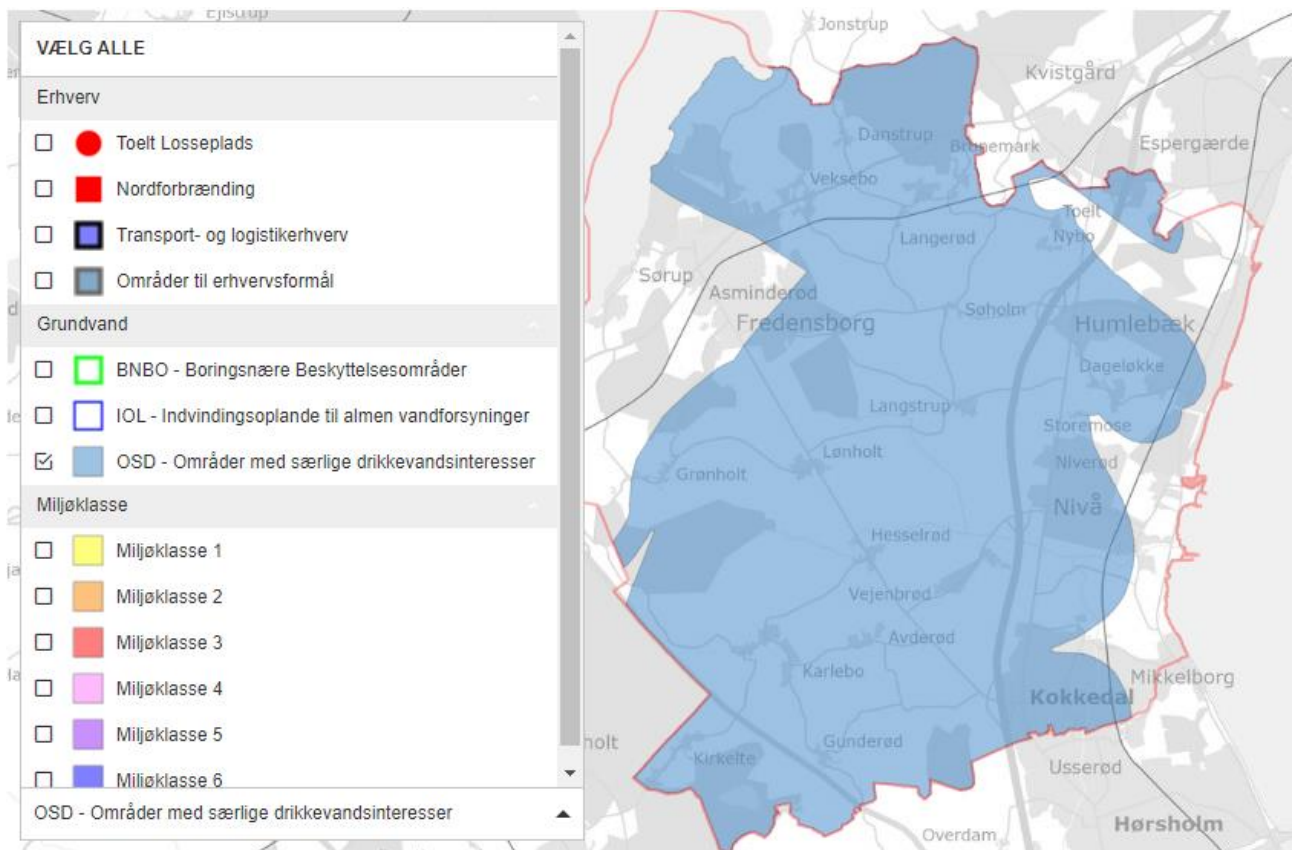 Ejlstrup
VÆLG ALLE
Erhverv
Toelt Losseplads
Nordforbrænding
Transport- og logistikerhverv
Områder til erhvervsformål
Grundvand
BNBO - Boringsnære Beskyttelsesområder
IOL - Indvindingsoplande til almen vandforsyninger
OSD - Områder med særlige drikkevandsinteresser
Miljøklasse
Miljøklasse 1
Miljøklasse 2
Miljøklasse 3
Miljøklasse 4
Miljøklasse 5
Miljøklasse 6
OSD - Områder med særlige drikkevandsinteresser
Jonstrup
Kvistgård
Danstrup
Brønemark
Espergærde
Veksebo
Toelt
Nybo
Langerød
Sørup
Asminderød
Fredensborg
Søholm
Humlebæk
Dageløkke
Langstrup
Storemose
Lønholt
Niverød
Grønholt
Nivå
Hesselrød
Vejenbrød
Avderød
Karlebo
Mikkelborg
Kokkedal
holt
Gunderød
Kirkelte
Usserød
Overdam
Hørsholm